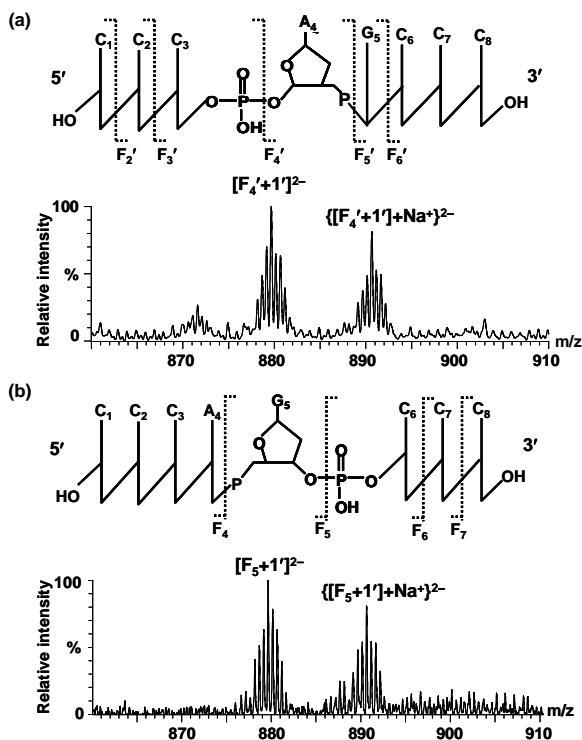 (a)
A₄
C₁ C₂ C₃ G₅ C₆ C₇ C₈
5′ 3′
O O
O P O P
HO OH OH
F₂′ F₃′ F₄′ F₅′ F₆′
[F₄′+1′]²⁻
{[F₄′+1′]+Na⁺}²⁻
Relative intensity
100
%
0
870 880 890 900 910 m/z
(b)
C₁ C₂ C₃ A₄ G₅ C₆ C₇ C₈
5′ 3′
O O
HO P O P O OH
OH
F₄ F₅ F₆ F₇
[F₅+1′]²⁻
{[F₅+1′]+Na⁺}²⁻
Relative intensity
100
%
0
870 880 890 900 910 m/z